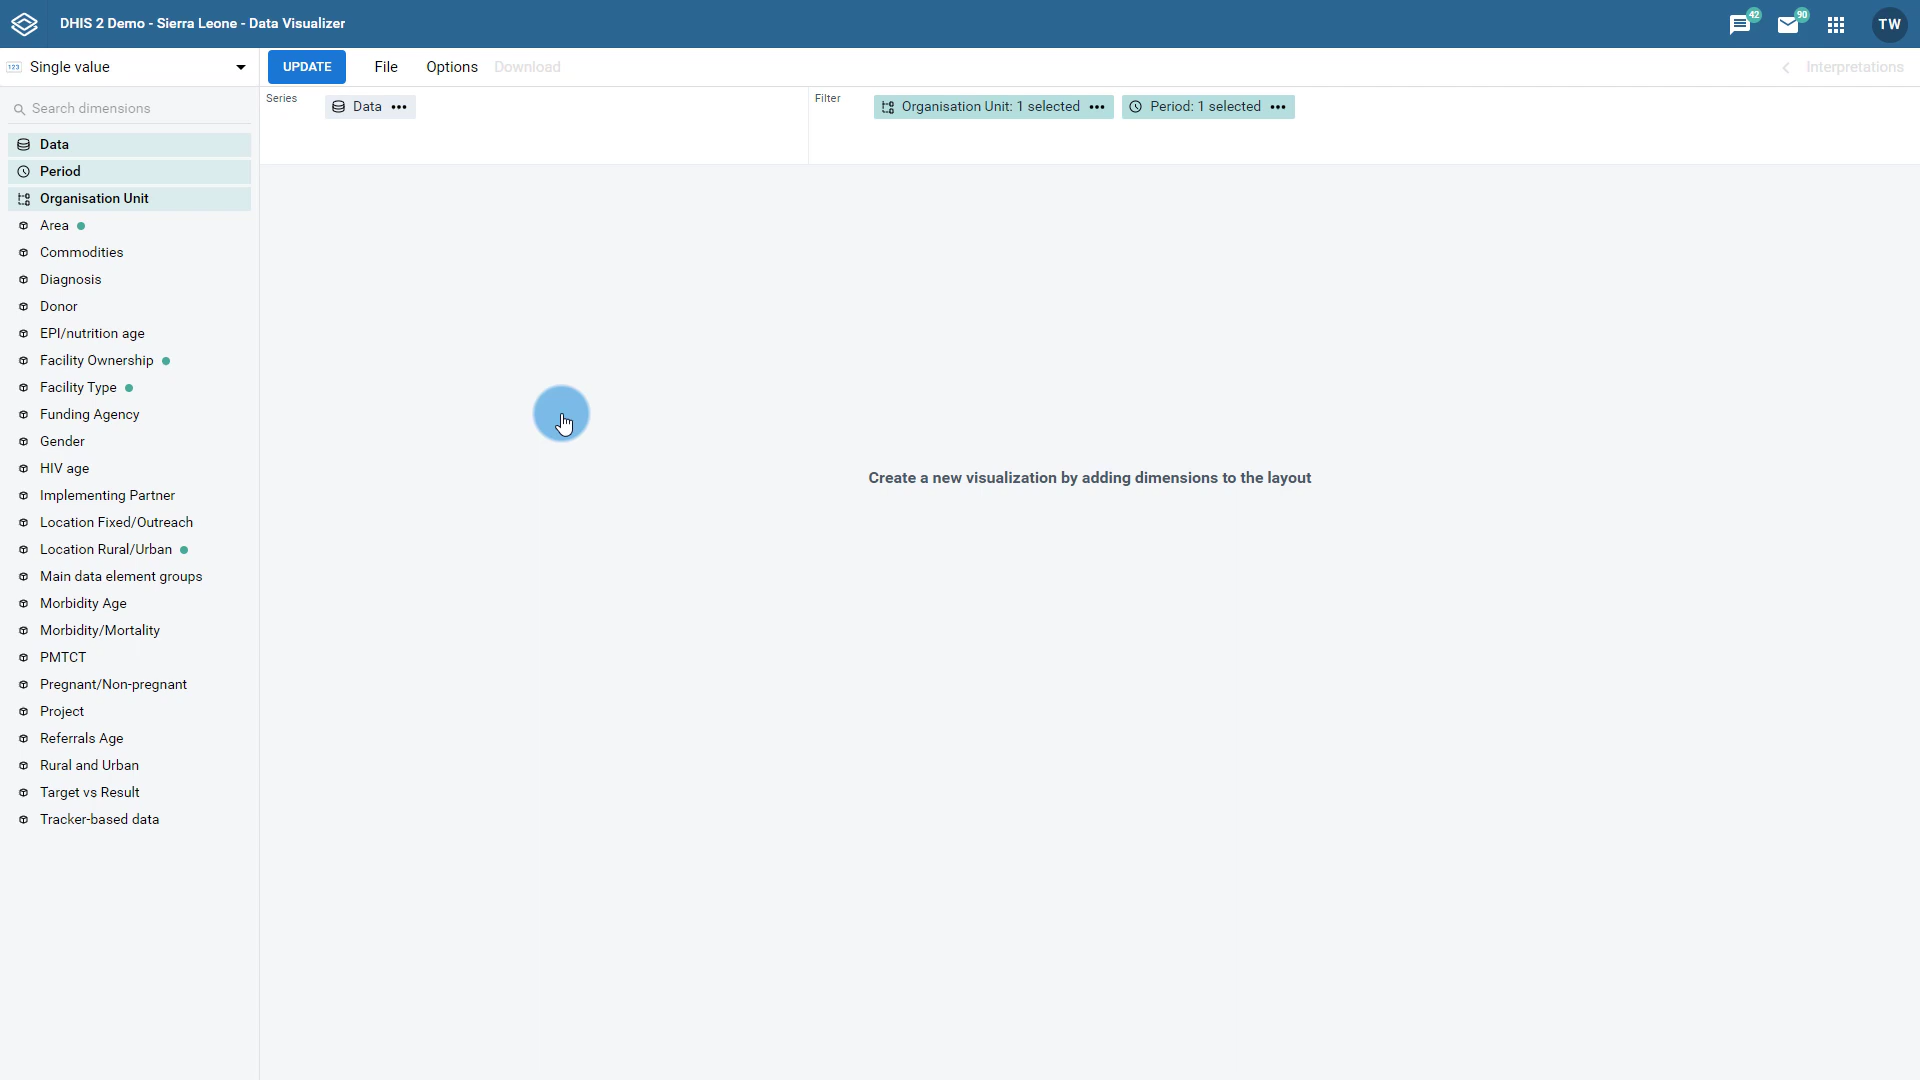 DHIS 2 Demo - Sierra Leone - Data Visualizer
42
90
TW
123 Single value
UPDATE
File
Options
Download
Interpretations
Search dimensions
Series
Data
Filter
Organisation Unit: 1 selected
Period: 1 selected
Data
Period
Organisation Unit
Area
Commodities
Diagnosis
Donor
EPI/nutrition age
Facility Ownership
Facility Type
Funding Agency
Gender
HIV age
Implementing Partner
Location Fixed/Outreach
Location Rural/Urban
Main data element groups
Morbidity Age
Morbidity/Mortality
PMTCT
Pregnant/Non-pregnant
Project
Referrals Age
Rural and Urban
Target vs Result
Tracker-based data
Create a new visualization by adding dimensions to the layout